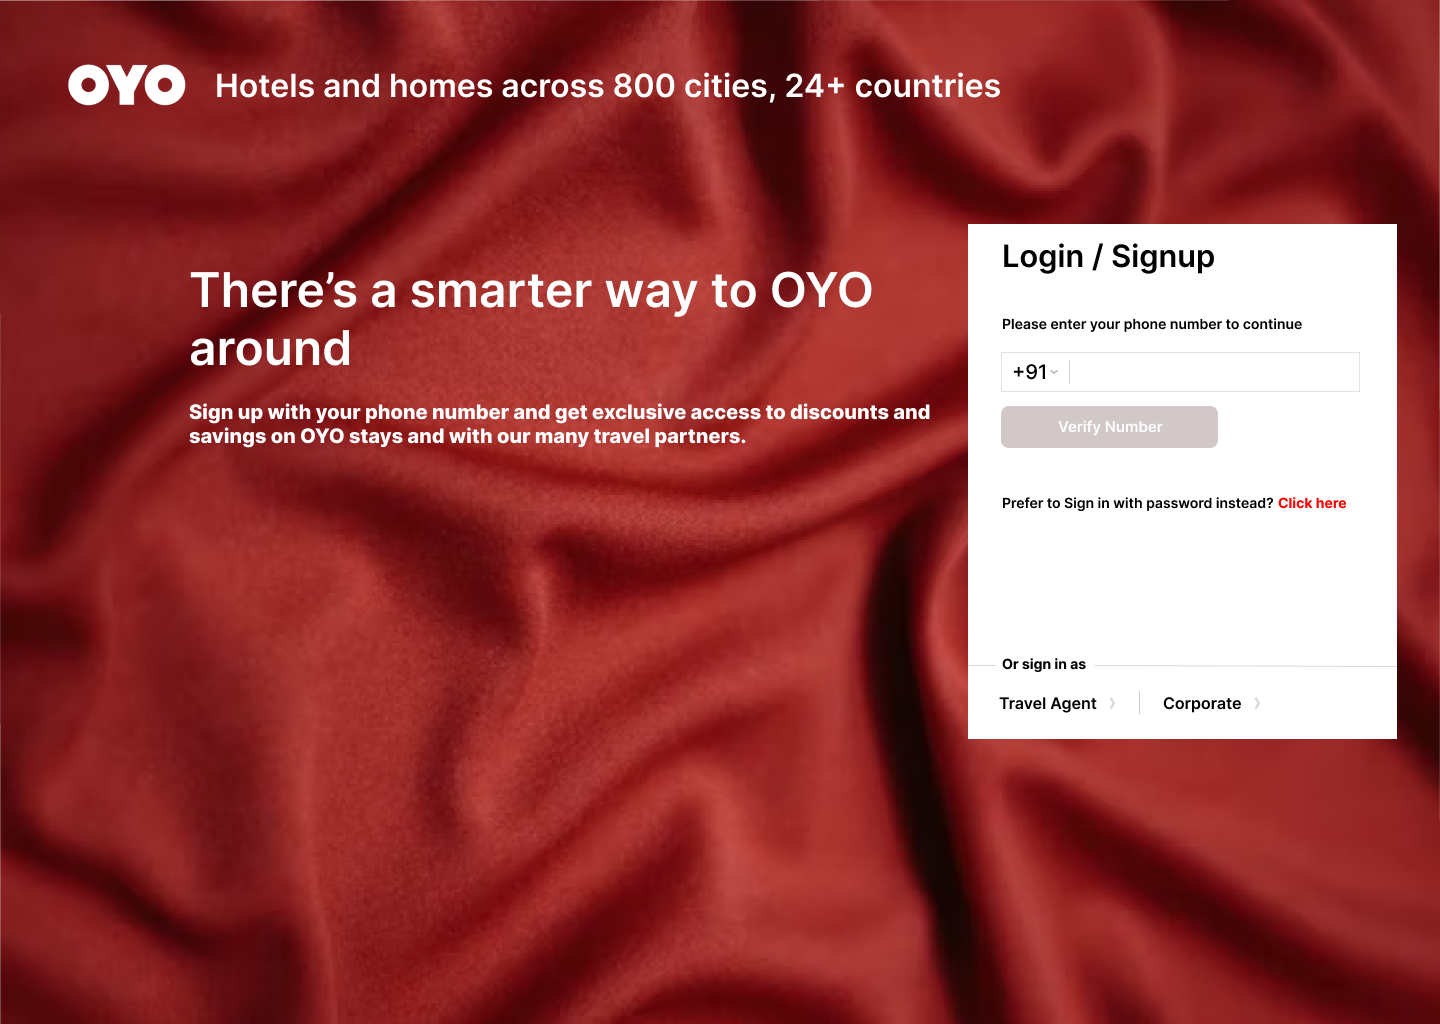 OYO
Hotels and homes across 800 cities, 24+ countries
There’s a smarter way to OYO
around
Sign up with your phone number and get exclusive access to discounts and
savings on OYO stays and with our many travel partners.
Login / Signup
Please enter your phone number to continue
+91
Verify Number
Prefer to Sign in with password instead? Click here
Or sign in as
Travel Agent
Corporate